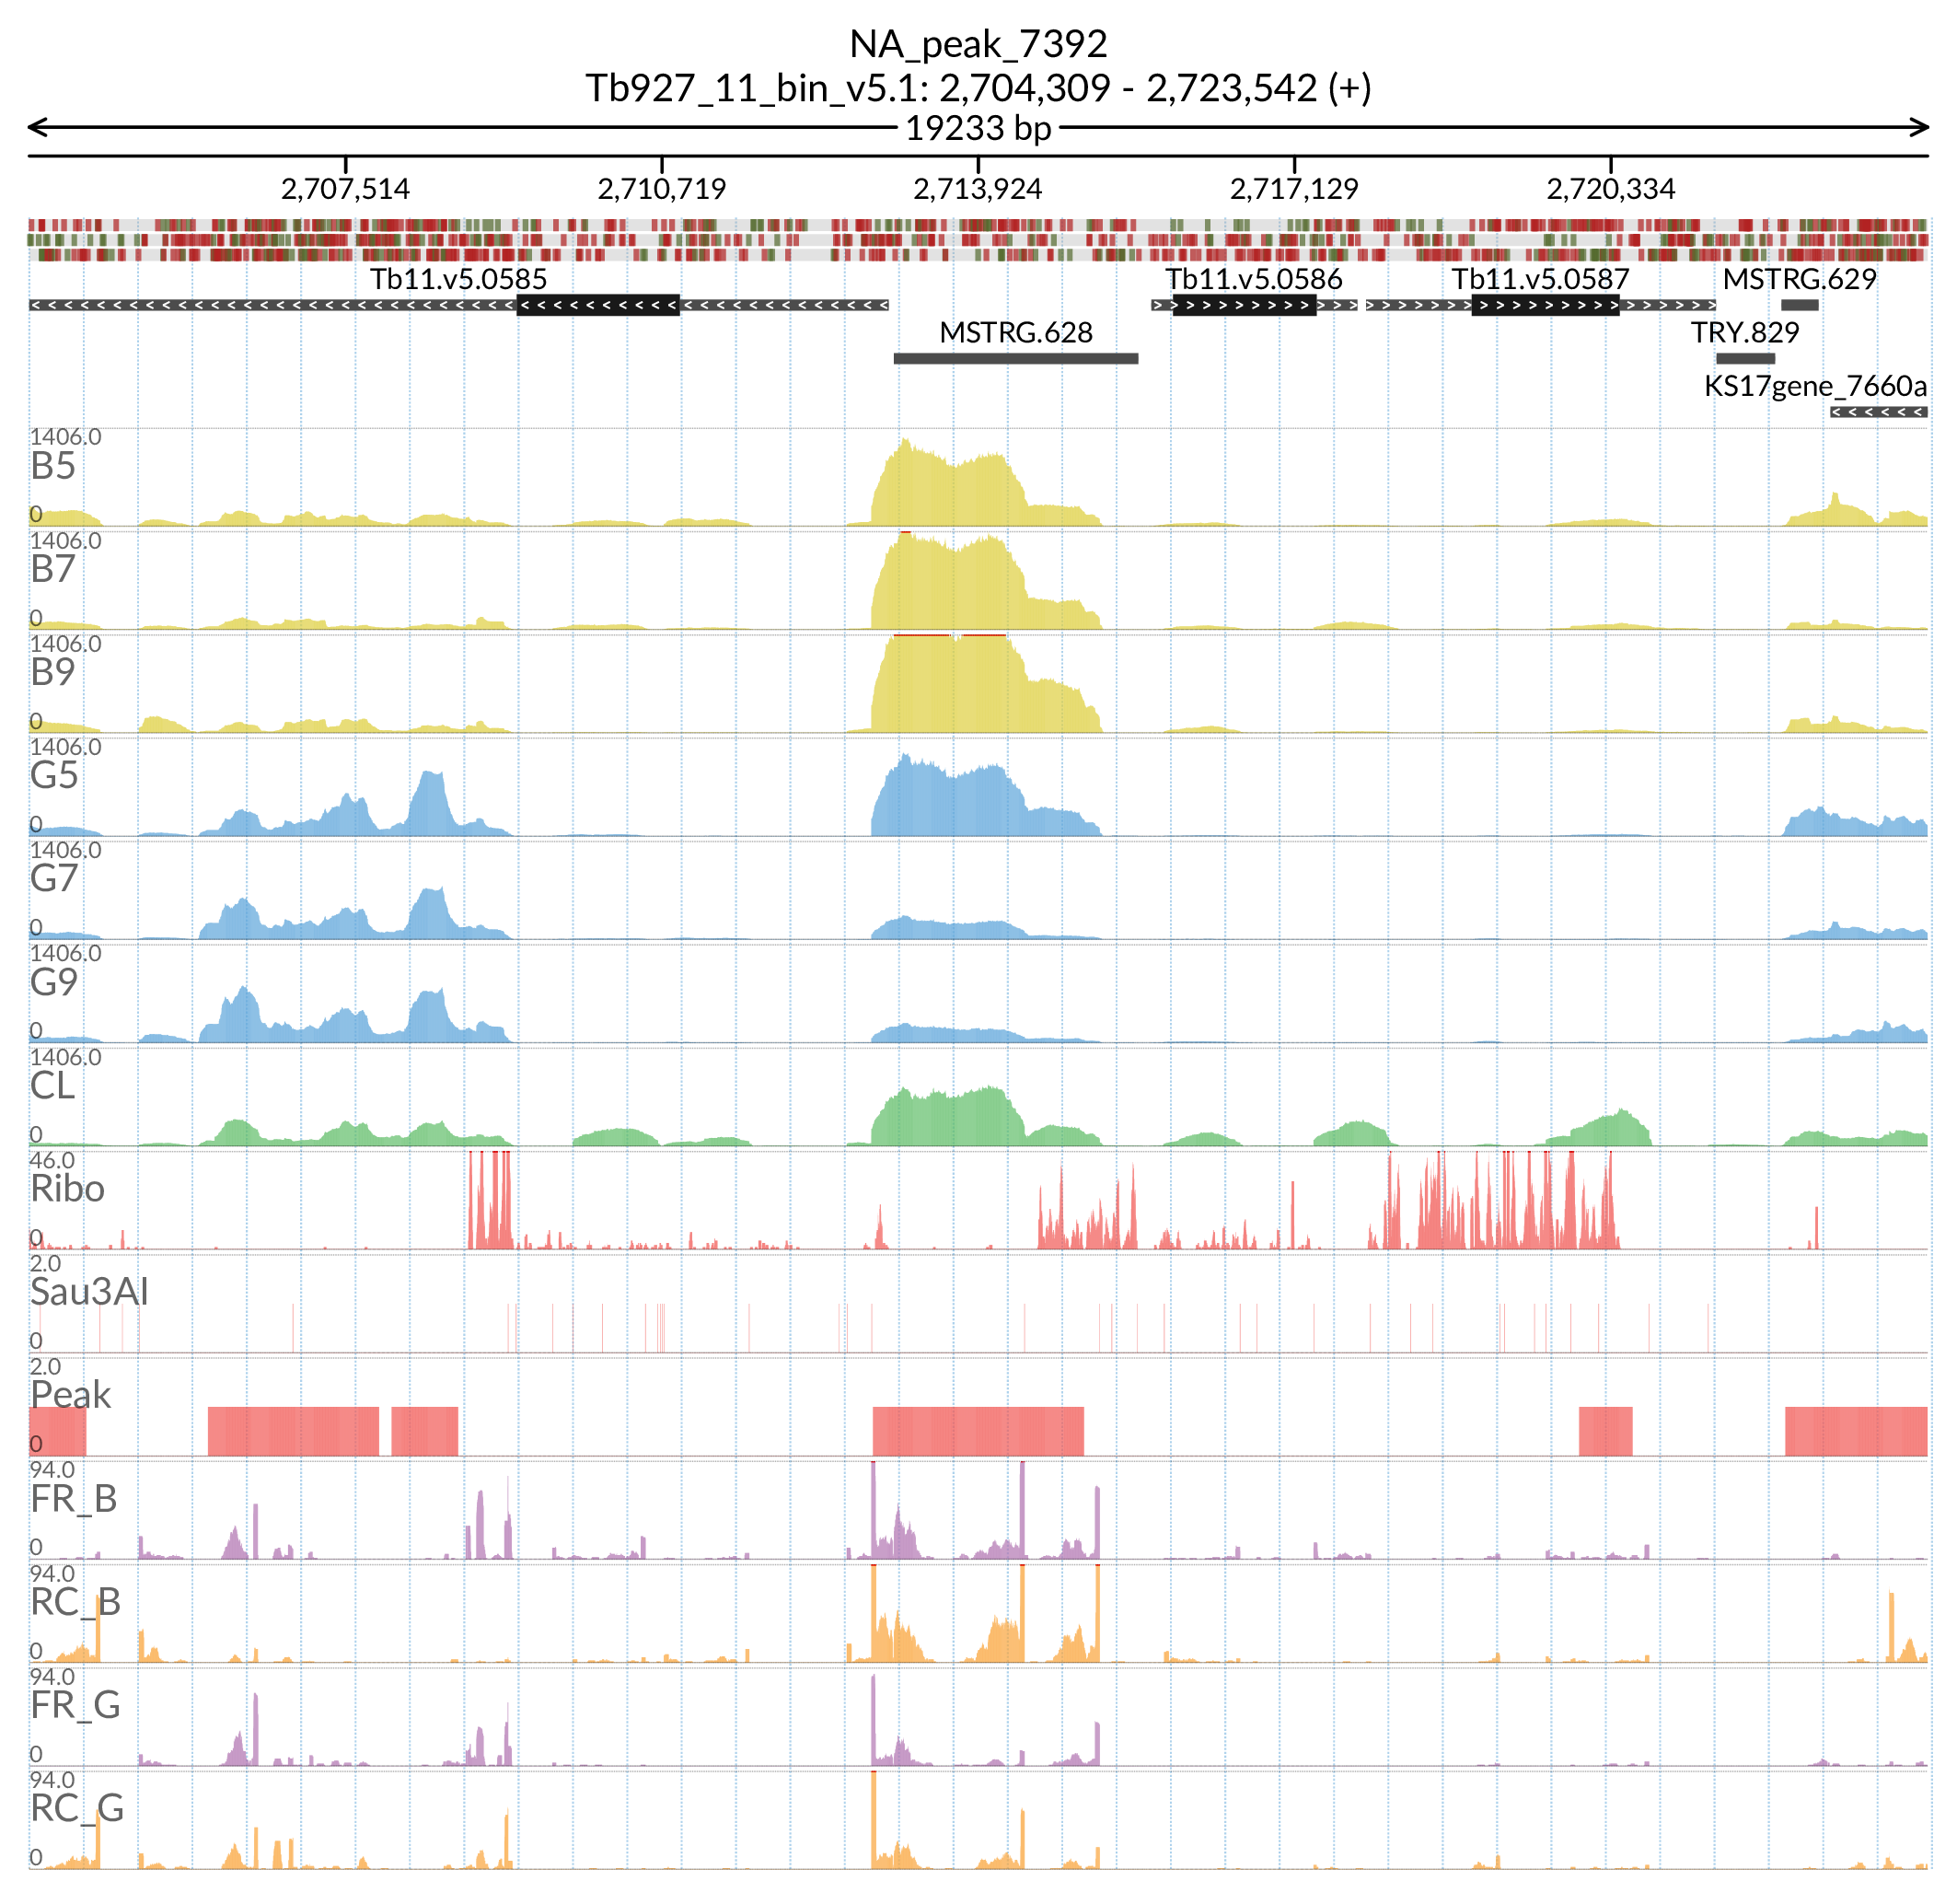 NA_peak_7392
Tb927_11_bin_v5.1: 2,704,309 - 2,723,542 (+)
19233 bp
2,707,514 2,710,719 2,713,924 2,717,129 2,720,334
Tb11.v5.0585 Tb11.v5.0586 Tb11.v5.0587 MSTRG.629
MSTRG.628 TRY.829
KS17gene_7660a
1406.0
B5
0
1406.0
B7
0
1406.0
B9
0
1406.0
G5
0
1406.0
G7
0
1406.0
G9
0
1406.0
CL
0
46.0
Ribo
0
2.0
Sau3AI
0
2.0
Peak
0
94.0
FR_B
0
94.0
RC_B
0
94.0
FR_G
0
94.0
RC_G
0